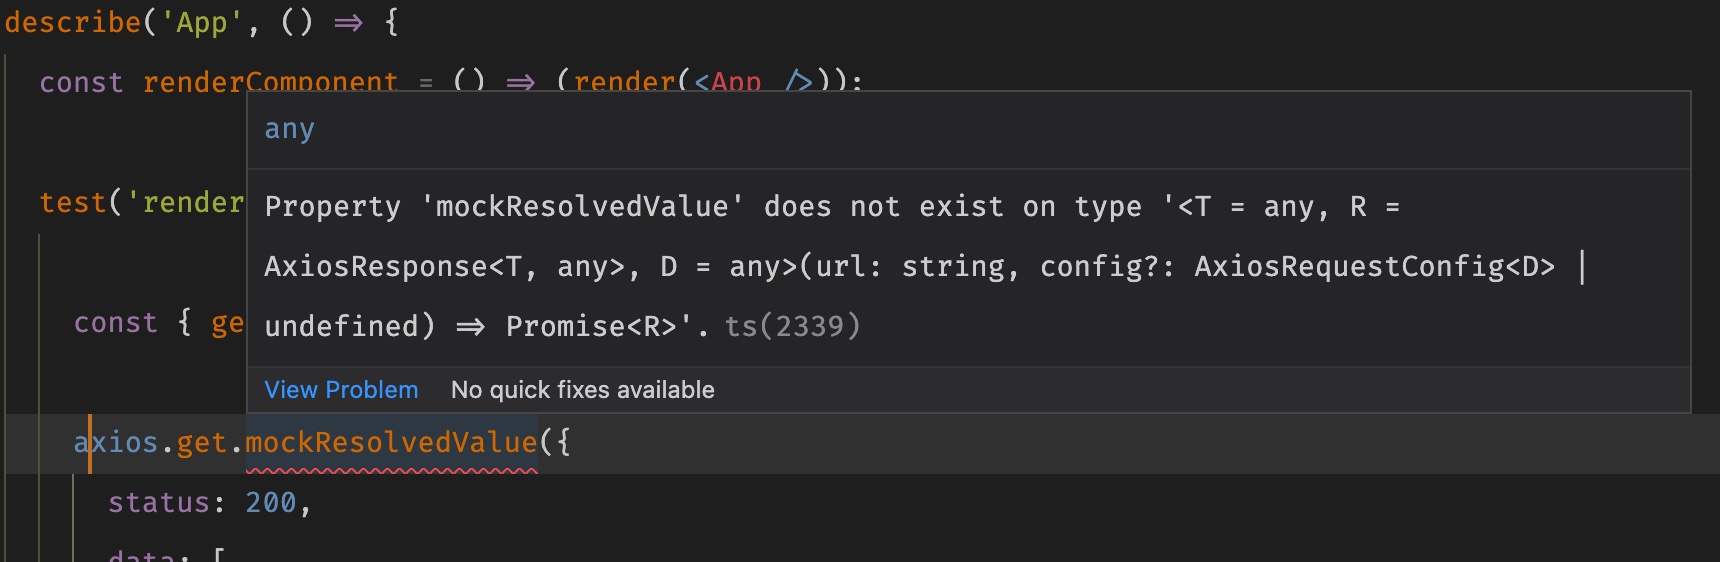 describe('App', () => {
const renderComponent = () => (render(<App />));
any
test('render
Property 'mockResolvedValue' does not exist on type '<T = any, R =
AxiosResponse<T, any>, D = any>(url: string, config?: AxiosRequestConfig<D> |
const { ge
undefined) => Promise<R>'. ts(2339)
View Problem No quick fixes available
axios.get.mockResolvedValue({
status: 200,
data: [